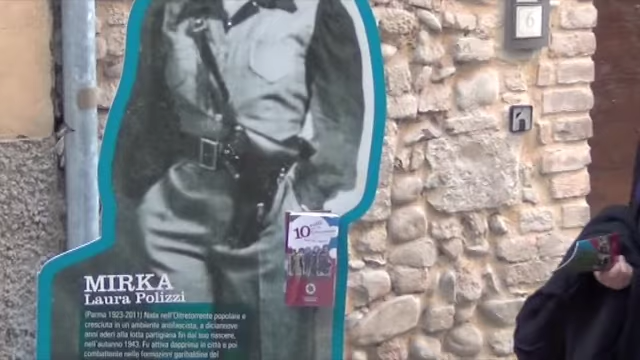 6
10
MIRKA
Laura Polizzi
(Parma 1923-2011) Nata nell'Oltretorrente popolare e
cresciuta in un ambiente antifascista, a diciannove
anni aderì alla lotta partigiana fin dal suo nascere,
nell'autunno 1943. Fu attiva dapprima in città e poi
combattente nelle formazioni garibaldine del